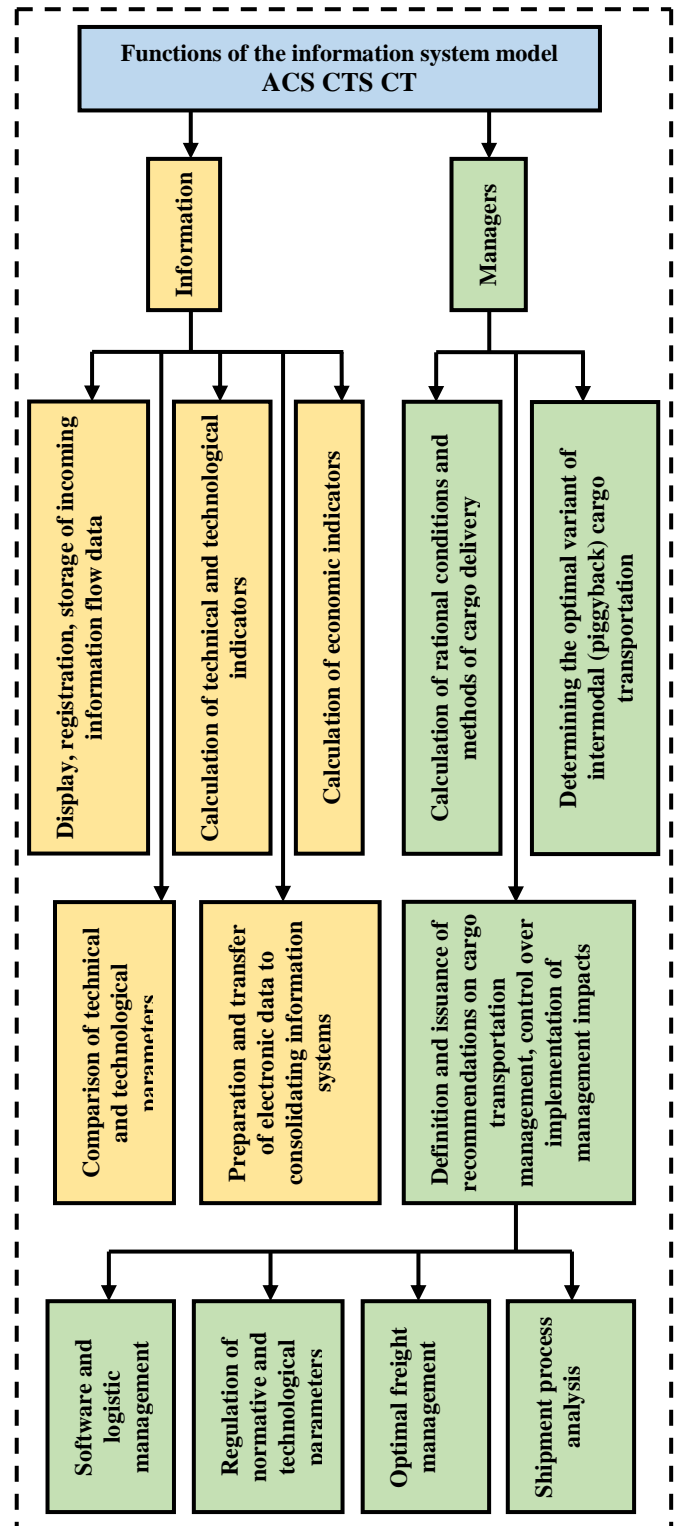 Functions of the information system model
ACS CTS CT
Information
Managers
Display, registration, storage of incoming
information flow data
Calculation of technical and technological
indicators
Calculation of economic indicators
Calculation of rational conditions and
methods of cargo delivery
Determining the optimal variant of
intermodal (piggyback) cargo
transportation
Comparison of technical
and technological
parameters
Preparation and transfer
of electronic data to
consolidating information
systems
Definition and issuance of
recommendations on cargo
transportation
management, control over
implementation of
management impacts
Software and
logistic
management
Regulation of
normative and
technological
parameters
Optimal freight
management
Shipment process
analysis